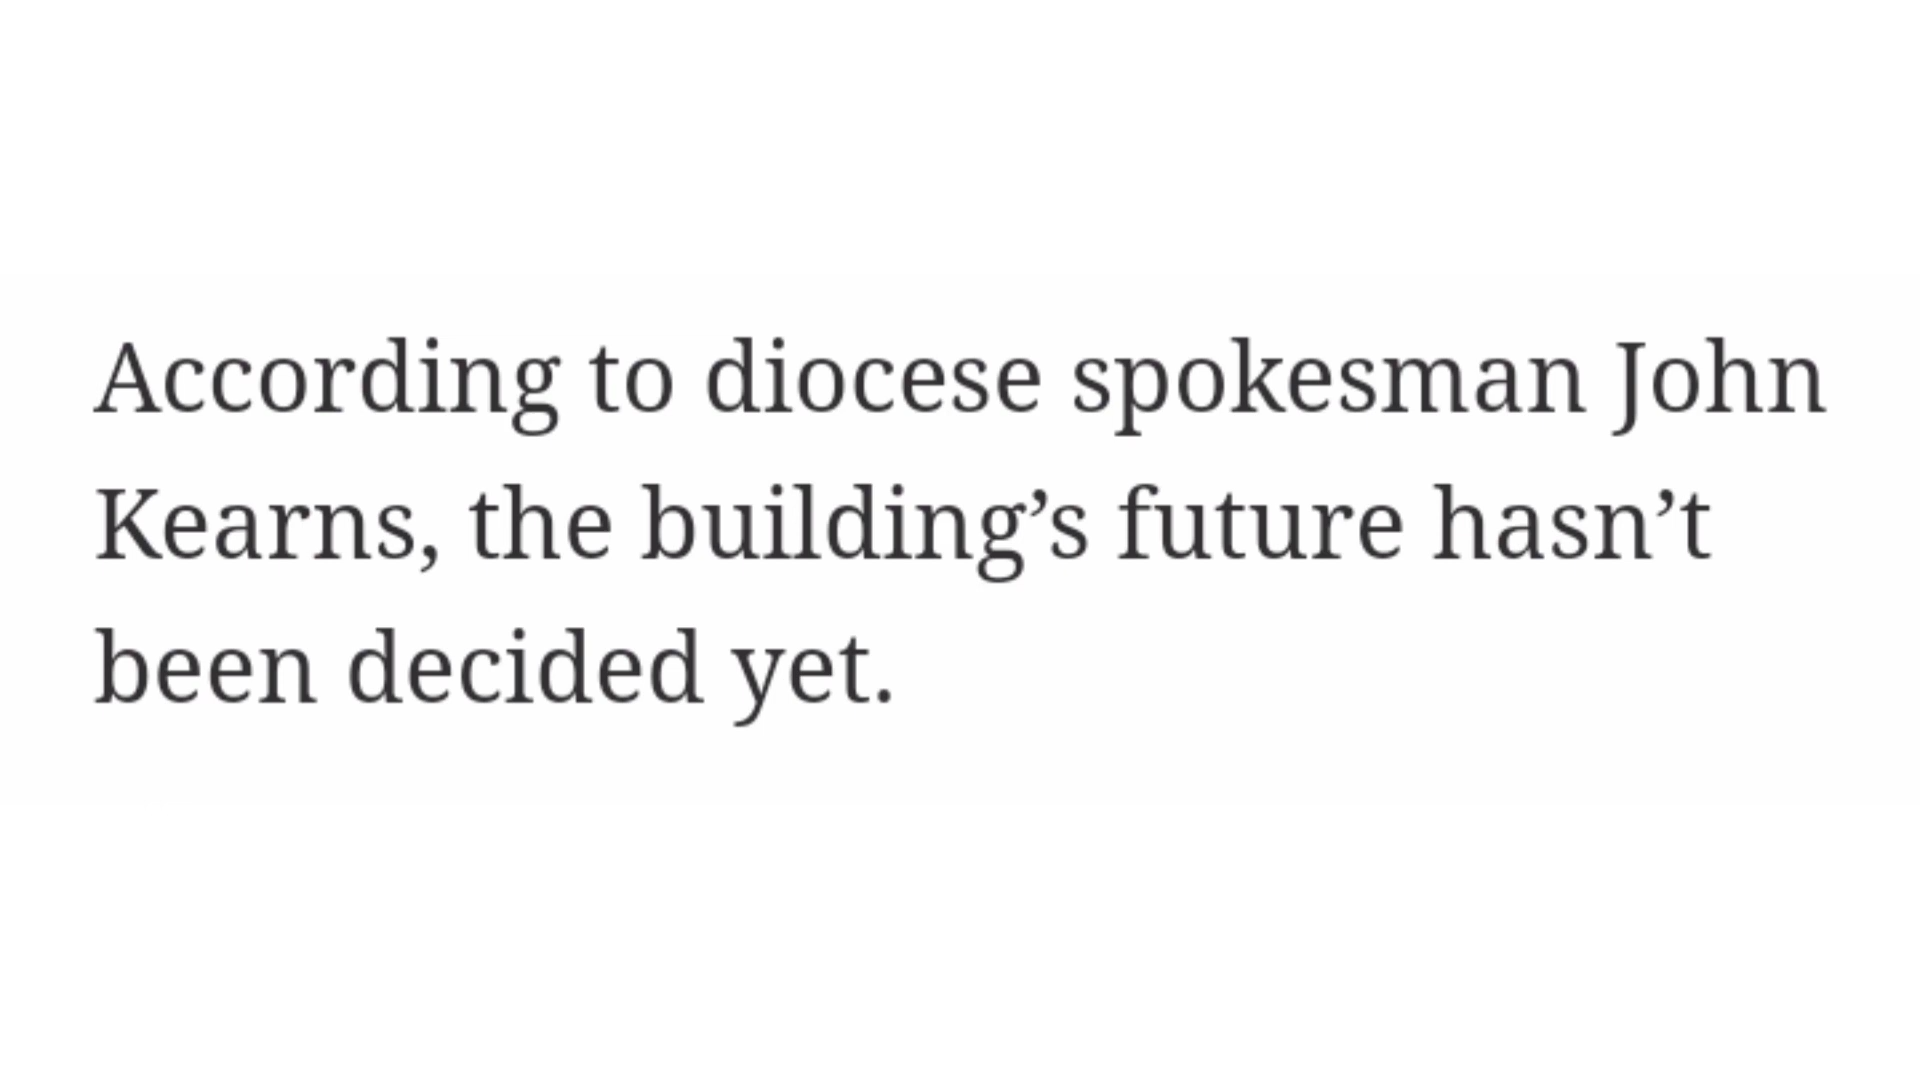 According to diocese spokesman John
Kearns, the building’s future hasn’t
been decided yet.